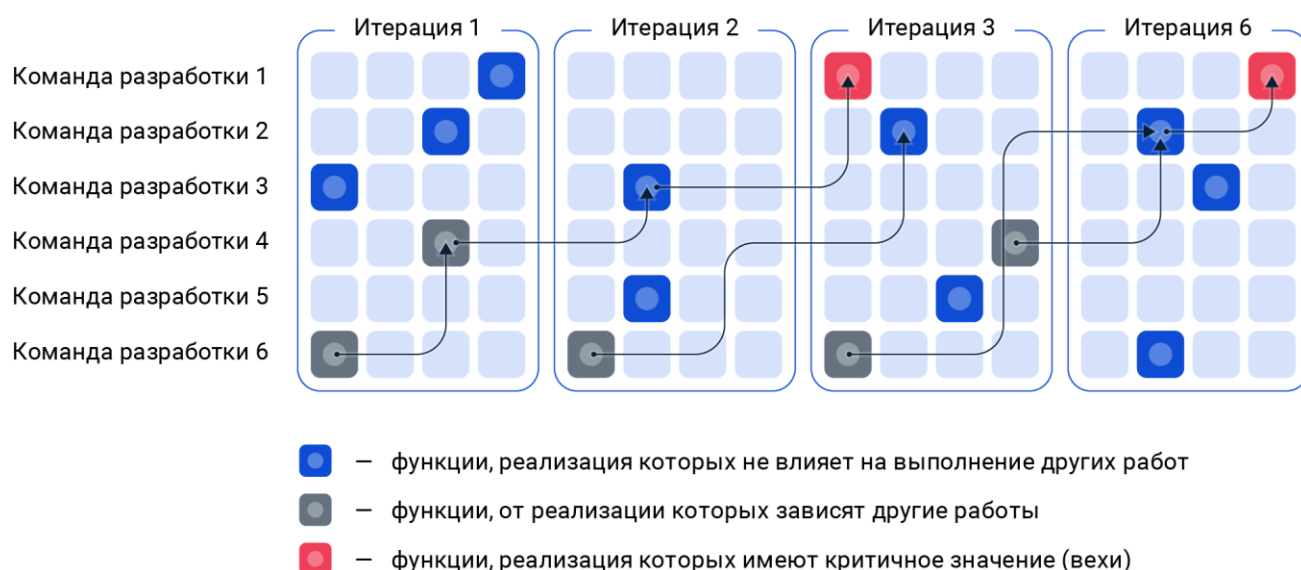 Итерация 1
Итерация 2
Итерация 3
Итерация 6
Команда разработки 1
Команда разработки 2
Команда разработки 3
Команда разработки 4
Команда разработки 5
Команда разработки 6
— функции, реализация которых не влияет на выполнение других работ
— функции, от реализации которых зависят другие работы
— функции, реализация которых имеют критичное значение (вехи)